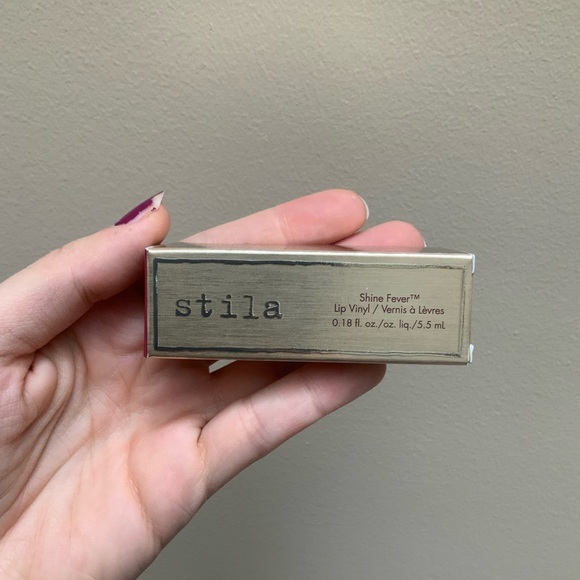 stila
Shine Fever™
Lip Vinyl / Vernis à Lèvres
0.18 fl. oz./oz. liq./5.5 mL